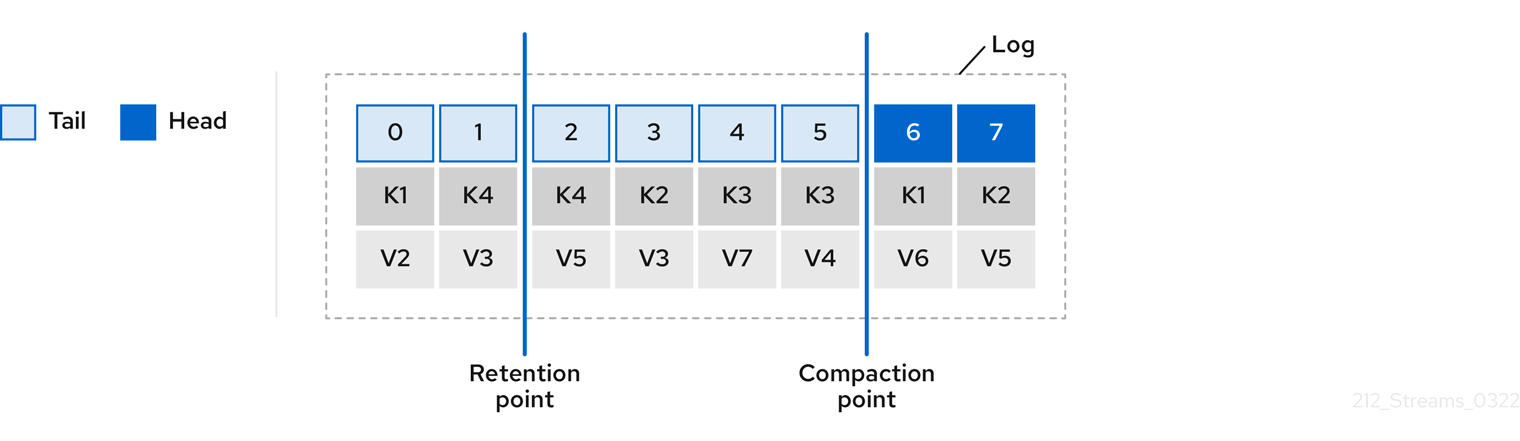 Log
Tail
Head
0 1 2 3 4 5 6 7
K1 K4 K4 K2 K3 K3 K1 K2
V2 V3 V5 V3 V7 V4 V6 V5
Retention
point
Compaction
point
212_Streams_0322